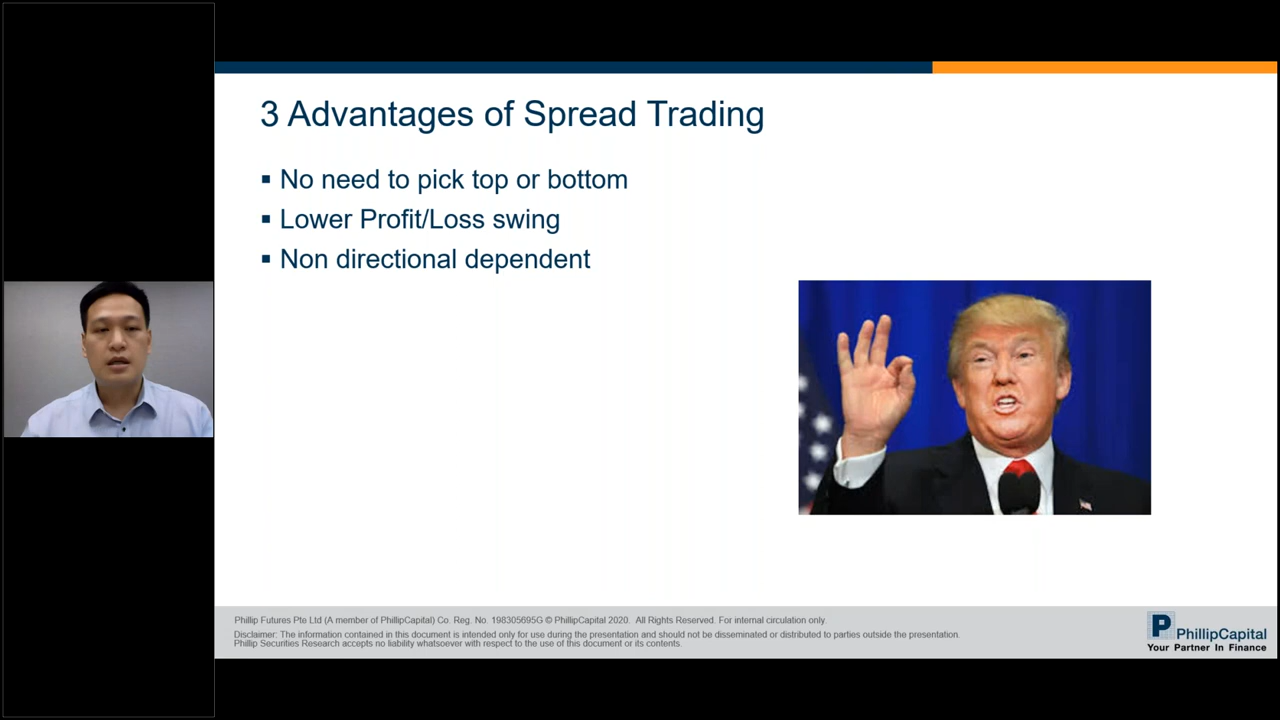 3 Advantages of Spread Trading
▪ No need to pick top or bottom
▪ Lower Profit/Loss swing
▪ Non directional dependent
Phillip Futures Pte Ltd (A member of PhillipCapital) Co. Reg. No. 198305695G © PhillipCapital 2020. All Rights Reserved. For internal circulation only.
Disclaimer: The information contained in this document is intended only for use during the presentation and should not be disseminated or distributed to parties outside the presentation.
Phillip Securities Research accepts no liability whatsoever with respect to the use of this document or its contents.
P PhillipCapital
Your Partner In Finance